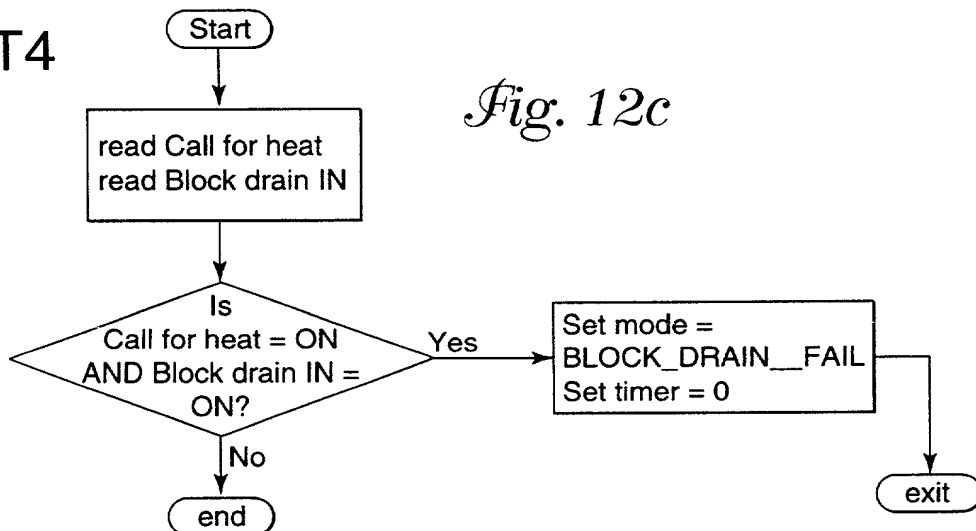 T4
Start
Fig. 12c
read Call for heat
read Block drain IN
Is
Call for heat = ON
AND Block drain IN =
ON?
Yes
Set mode =
BLOCK_DRAIN__FAIL
Set timer = 0
No
end
exit